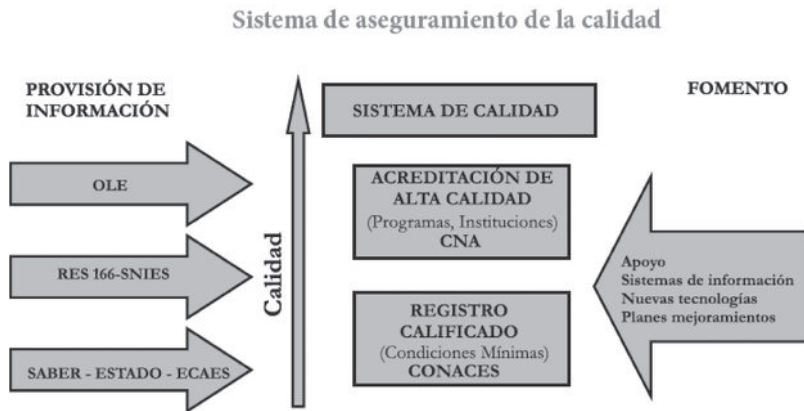 Sistema de aseguramiento de la calidad
PROVISIÓN DE
INFORMACIÓN
OLE
RES 166-SNIES
SABER - ESTADO - ECAES
Calidad
SISTEMA DE CALIDAD
ACREDITACIÓN DE
ALTA CALIDAD
(Programas, Instituciones)
CNA
REGISTRO
CALIFICADO
(Condiciones Mínimas)
CONACES
FOMENTO
Apoyo
Sistemas de información
Nuevas tecnologías
Planes mejoramientos